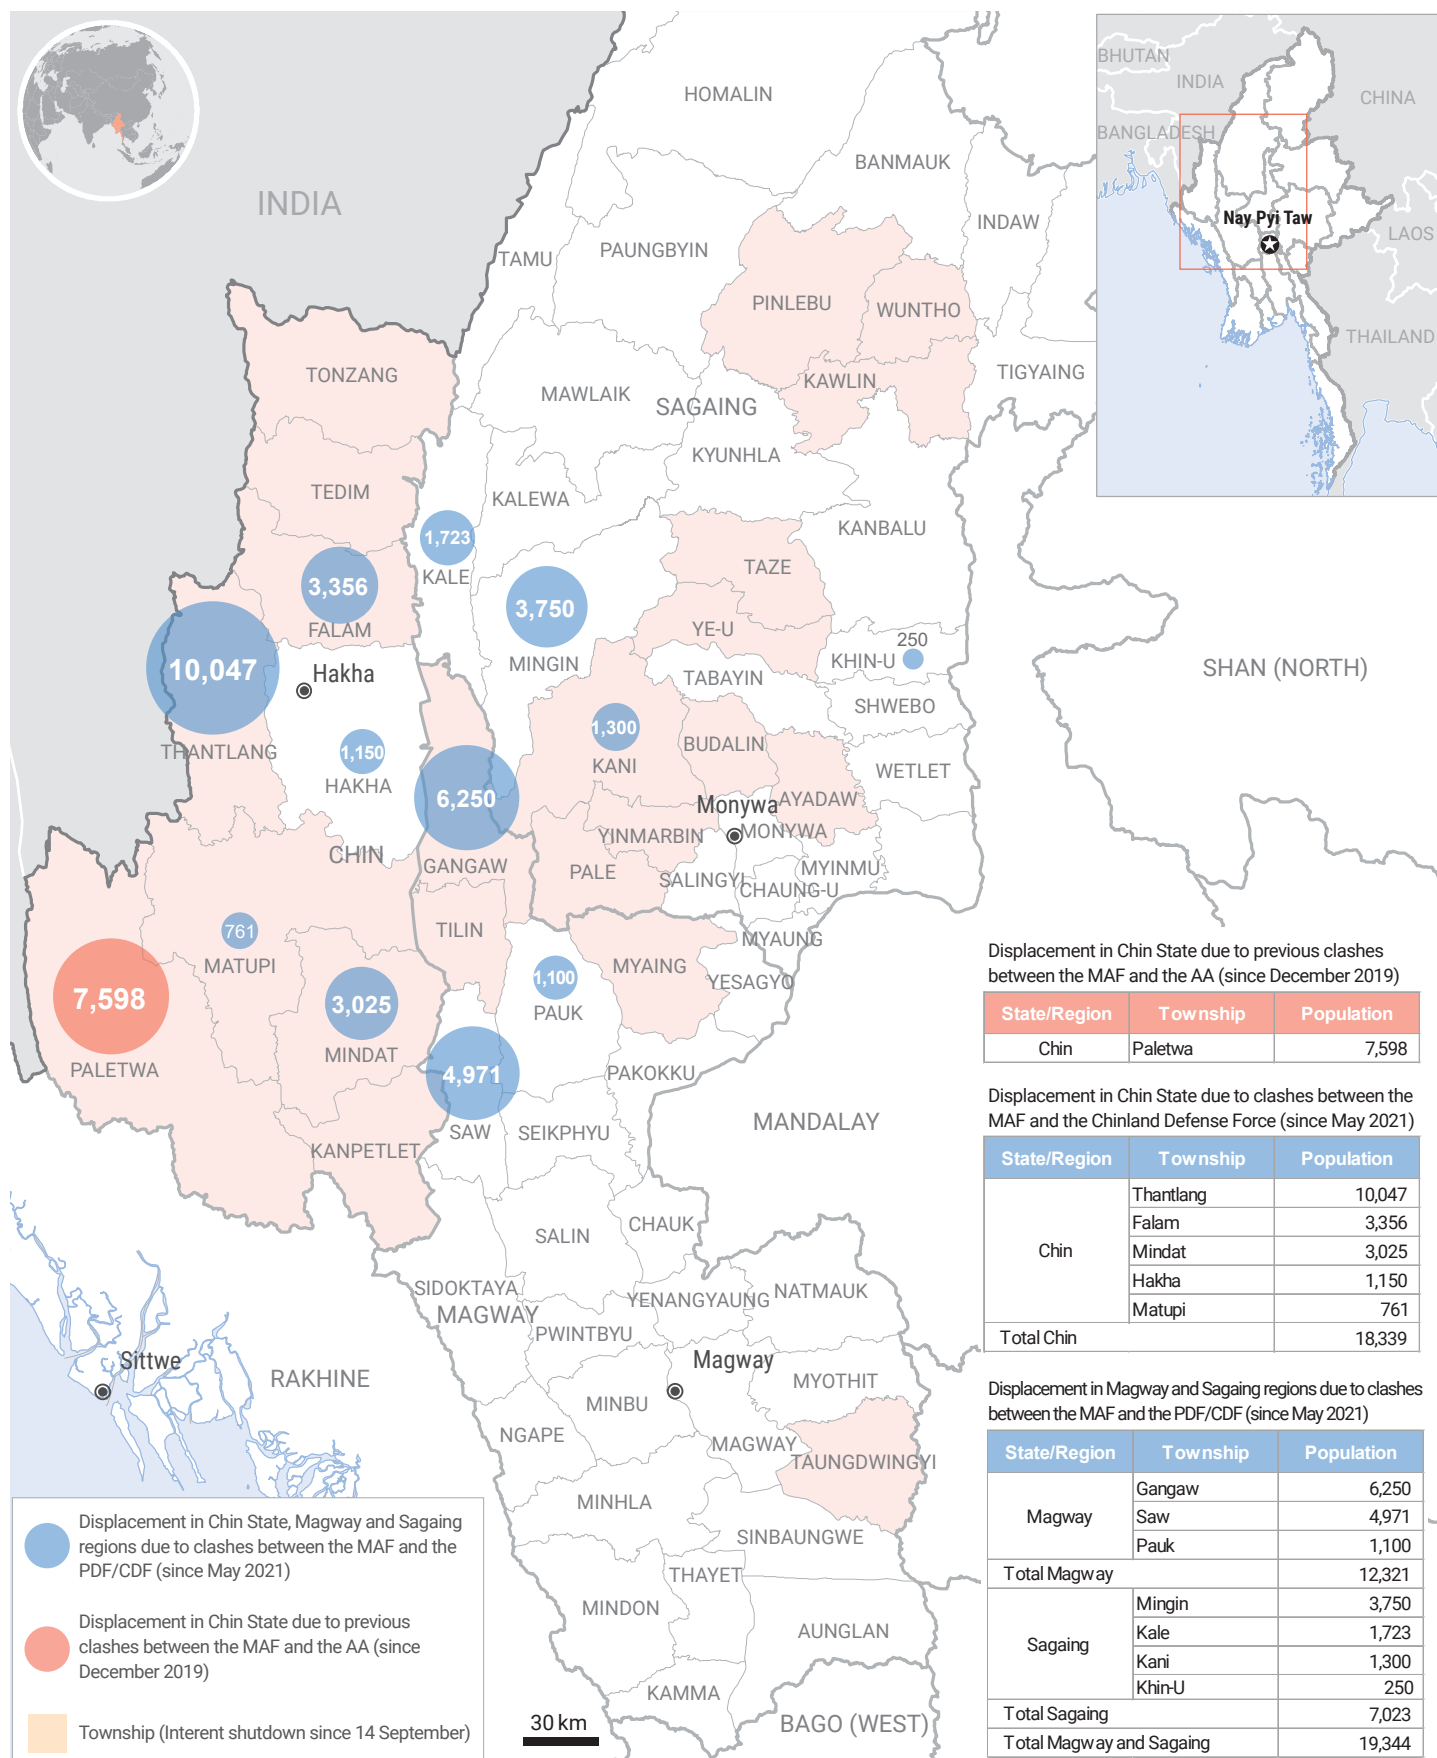 HOMALIN
BHUTAN
INDIA
CHINA
BANGLADESH
Nay Pyi Taw
LAOS
THAILAND
BANMAUK
INDIA
INDAW
PAUNGBYIN
TAMU
PINLEBU
WUNTHO
TONZANG
KAWLIN
TIGYAING
MAWLAIK
SAGAING
KYUNHLA
TEDIM
KALEWA
KANBALU
1,723
KALE
TAZE
3,356
3,750
FALAM
YE-U
250
KHIN-U
MINGIN
10,047
Hakha
TABAYIN
SHAN (NORTH)
SHWEBO
1,300
BUDALIN
THANTLANG
1,150
KANI
WETLET
HAKHA
6,250
AYADAW
Monywa
MONYWA
YINMARBIN
CHIN
GANGAW
PALE
SALINGYI
MYINMU
CHAUNG-U
761
TILIN
MYAUNG
MATUPI
MYAING
YESAGYO
7,598
3,025
1,100
PAUK
MINDAT
PALETWA
4,971
PAKOKKU
SAW
SEIKPHYU
MANDALAY
KANPETLET
CHAUK
SALIN
SIDOKTAYA
MAGWAY
YENANGYAUNG
NATMAUK
PWINTBYU
Sittwe
RAKHINE
Magway
MYOTHIT
MINBU
NGAPE
MAGWAY
TAUNGDWINGYI
MINHLA
SINBAUNGWE
THAYET
MINDON
AUNGLAN
KAMMA
BAGO (WEST)
30 km
Displacement in Chin State due to previous clashes
between the MAF and the AA (since December 2019)
State/Region Township Population
Chin Paletwa 7,598
Displacement in Chin State due to clashes between the
MAF and the Chinland Defense Force (since May 2021)
State/Region Township Population
Thantlang 10,047
Falam 3,356
Chin Mindat 3,025
Hakha 1,150
Matupi 761
Total Chin 18,339
Displacement in Magway and Sagaing regions due to clashes
between the MAF and the PDF/CDF (since May 2021)
State/Region Township Population
Gangaw 6,250
Magway Saw 4,971
Pauk 1,100
Total Magway 12,321
Mingin 3,750
Sagaing Kale 1,723
Kani 1,300
Khin-U 250
Total Sagaing 7,023
Total Magway and Sagaing 19,344
Displacement in Chin State, Magway and Sagaing
regions due to clashes between the MAF and the
PDF/CDF (since May 2021)
Displacement in Chin State due to previous
clashes between the MAF and the AA (since
December 2019)
Township (Interent shutdown since 14 September)